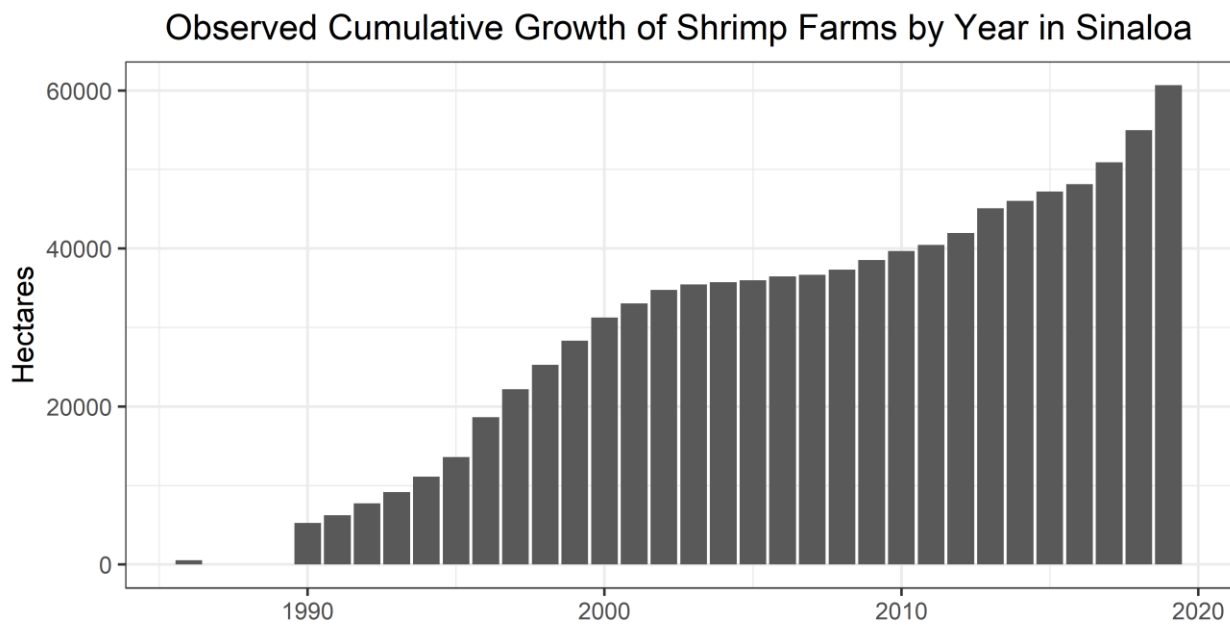 Observed Cumulative Growth of Shrimp Farms by Year in Sinaloa
Hectares
60000
40000
20000
0
1990 2000 2010 2020